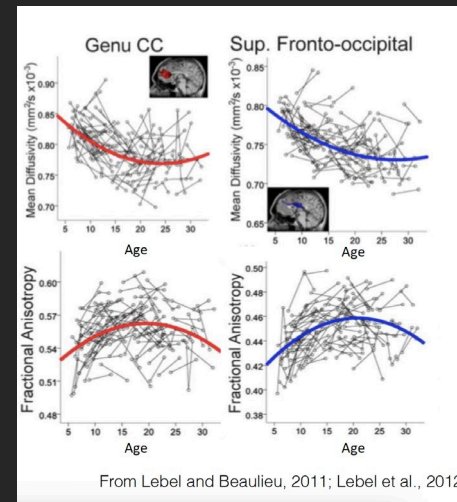 Genu CC
Sup. Fronto-occipital
Mean Diffusivity (mm²/s x10⁻³)
0.90
0.85
0.80
0.75
0.70
5 10 15 20 25 30
Age
Mean Diffusivity (mm²/s x10⁻³)
0.85
0.80
0.75
0.70
0.65
5 10 15 20 25 30
Age
Fractional Anisotropy
0.60
0.57
0.54
0.51
0.48
5 10 15 20 25 30
Age
Fractional Anisotropy
0.50
0.48
0.46
0.44
0.42
0.40
0.38
5 10 15 20 25 30
Age
From Lebel and Beaulieu, 2011; Lebel et al., 2012